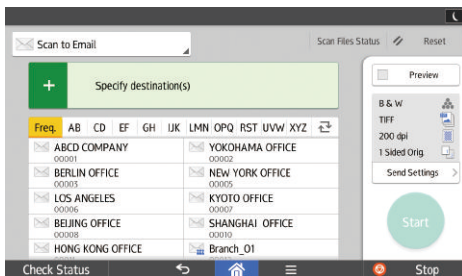 Scan to Email
Scan Files Status
Reset
+ Specify destination(s)
Preview
Freq. AB CD EF GH IJK LMN OPQ RST UVW XYZ
ABCD COMPANY
00001
YOKOHAMA OFFICE
00002
BERLIN OFFICE
00003
NEW YORK OFFICE
00005
LOS ANGELES
00006
KYOTO OFFICE
00007
BEIJING OFFICE
00008
SHANGHAI OFFICE
00010
HONG KONG OFFICE
Branch_01
B & W
TIFF
200 dpi
1 Sided Orig.
Send Settings
Start
Check Status
Stop